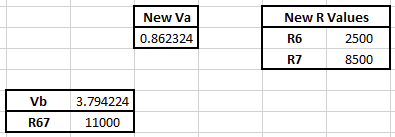 New Va
0.862324
New R Values
R6 2500
R7 8500
Vb 3.794224
R67 11000